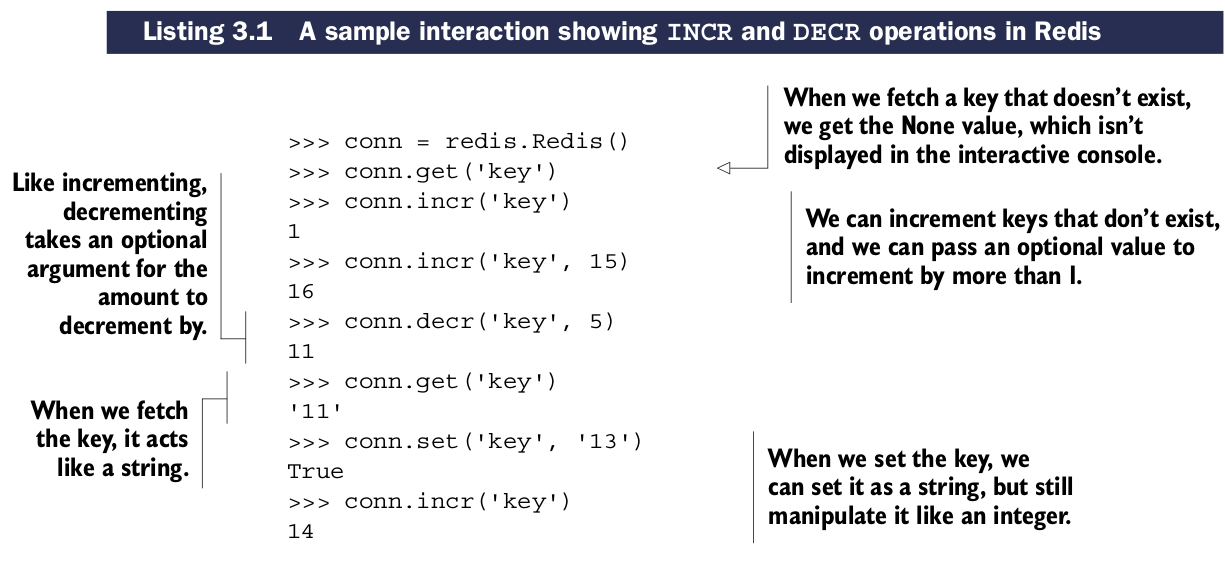 Listing 3.1 A sample interaction showing INCR and DECR operations in Redis
When we fetch a key that doesn't exist,
we get the None value, which isn't
displayed in the interactive console.
>>> conn = redis.Redis()
>>> conn.get('key')
>>> conn.incr('key')
1
>>> conn.incr('key', 15)
16
>>> conn.decr('key', 5)
11
>>> conn.get('key')
'11'
>>> conn.set('key', '13')
True
>>> conn.incr('key')
14
Like incrementing,
decrementing
takes an optional
argument for the
amount to
decrement by.
We can increment keys that don't exist,
and we can pass an optional value to
increment by more than 1.
When we fetch
the key, it acts
like a string.
When we set the key, we
can set it as a string, but still
manipulate it like an integer.